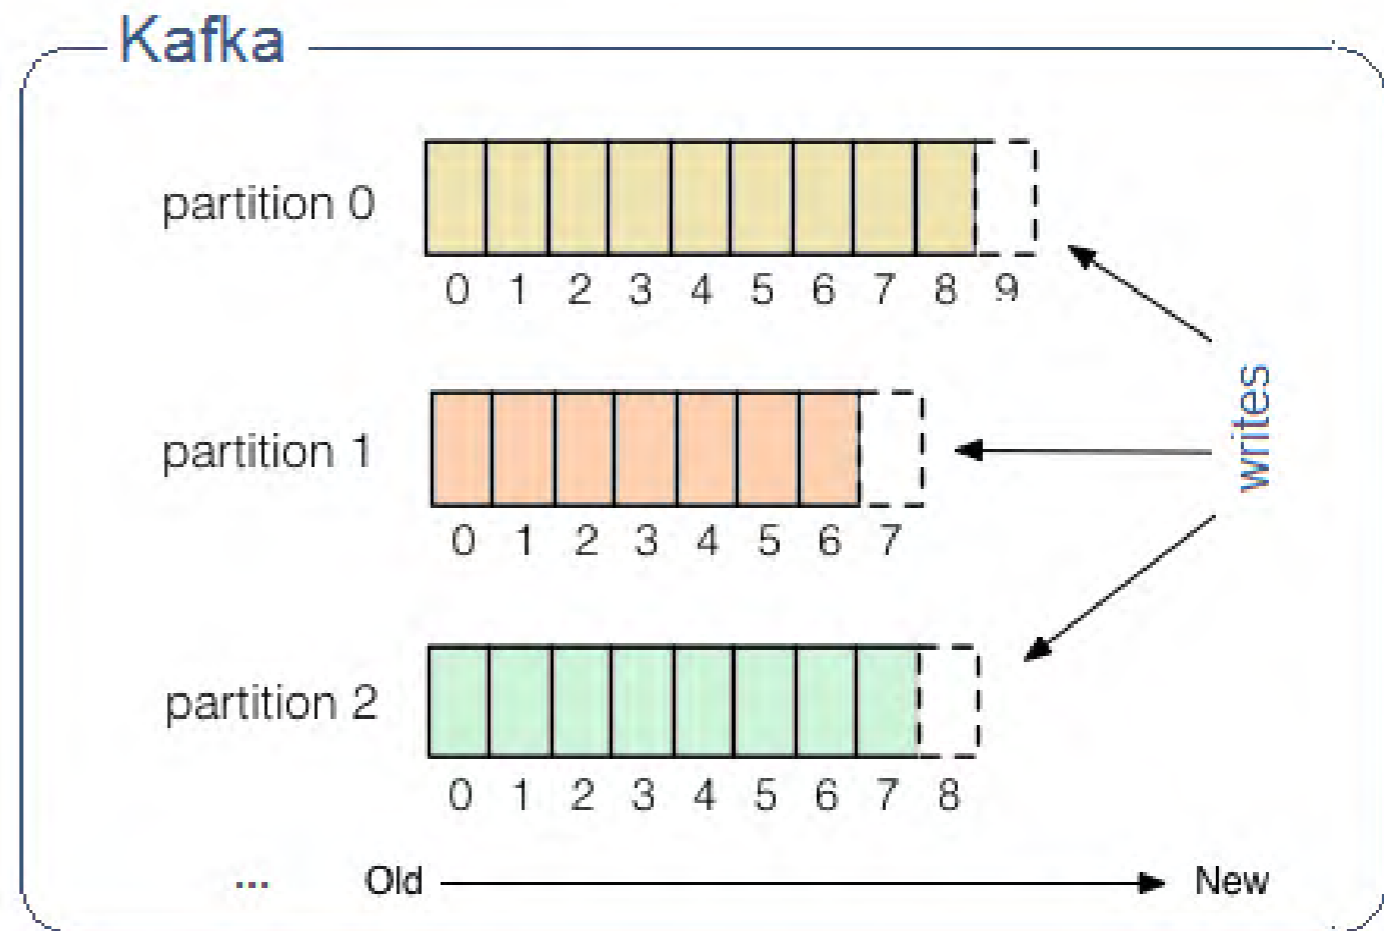 Kafka
partition 0
0 1 2 3 4 5 6 7 8 9
partition 1
0 1 2 3 4 5 6 7
writes
partition 2
0 1 2 3 4 5 6 7 8
... Old New